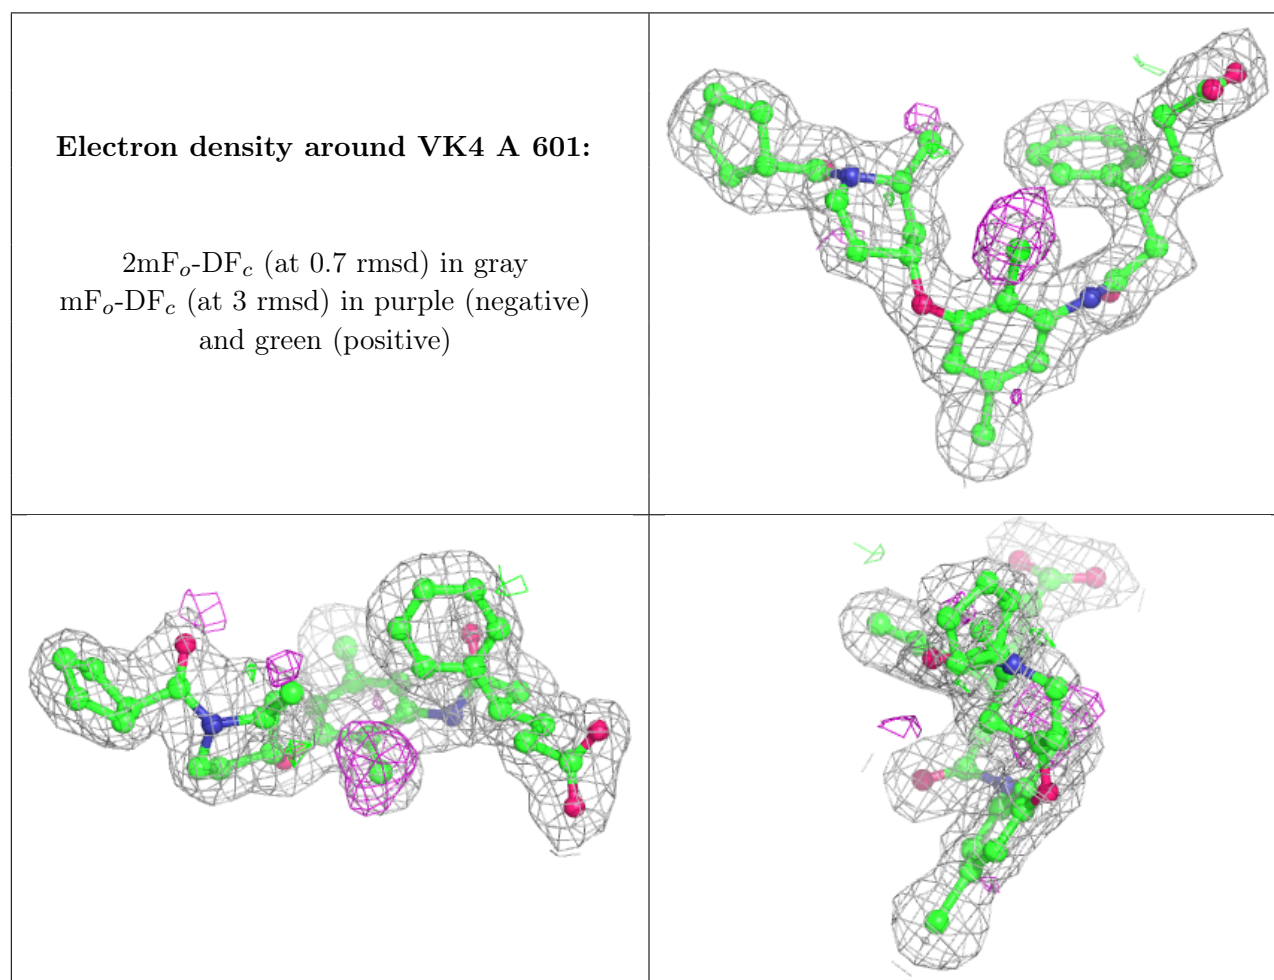 Electron density around VK4 A 601:
2mFo-DFc (at 0.7 rmsd) in gray
mFo-DFc (at 3 rmsd) in purple (negative)
and green (positive)